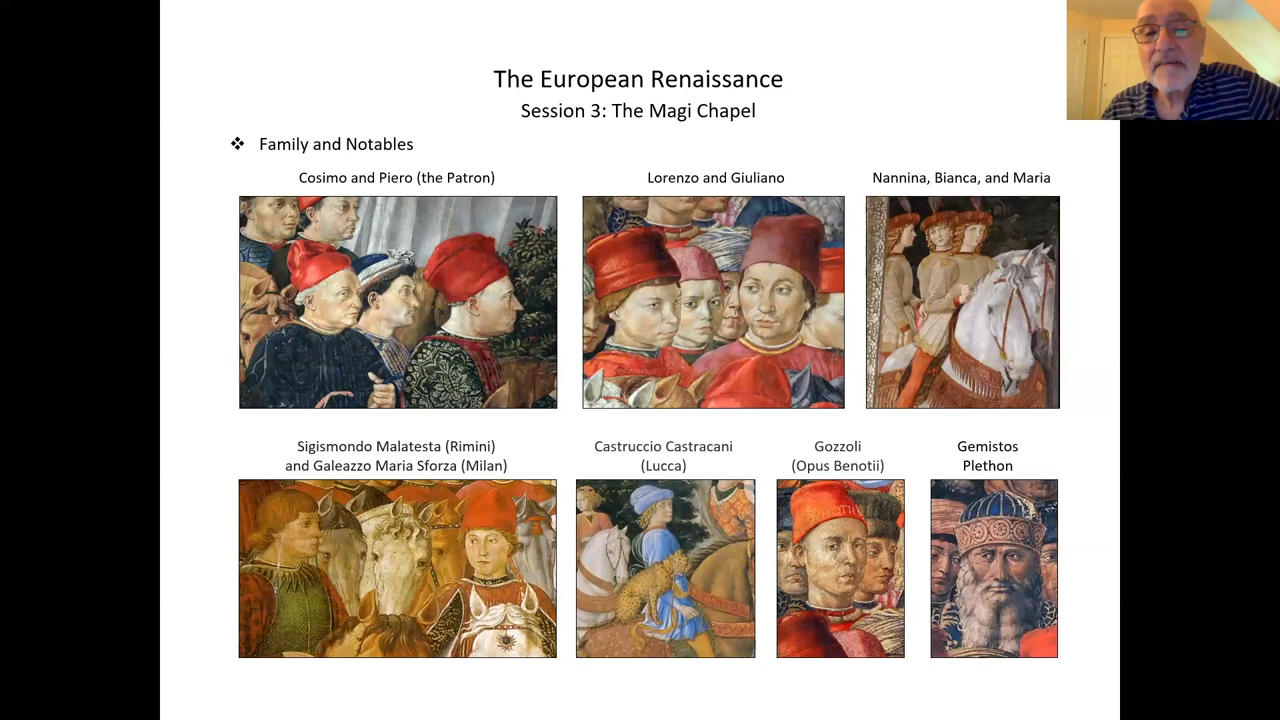 The European Renaissance
Session 3: The Magi Chapel
❖ Family and Notables
Cosimo and Piero (the Patron)
Lorenzo and Giuliano
Nannina, Bianca, and Maria
Sigismondo Malatesta (Rimini)
and Galeazzo Maria Sforza (Milan)
Castruccio Castracani
(Lucca)
Gozzoli
(Opus Benotii)
Gemistos
Plethon